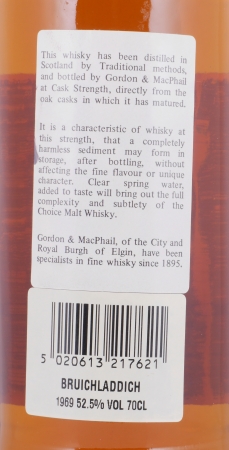 This whisky has been distilled in
Scotland by Traditional methods,
and bottled by Gordon & MacPhail
at Cask Strength, directly from the
oak casks in which it has matured.
It is a characteristic of whisky at
this strength, that a completely
harmless sediment may form in
storage, after bottling, without
affecting the fine flavour or unique
character. Clear spring water,
added to taste will bring out the full
complexity and subtlety of the
Choice Malt Whisky.
Gordon & MacPhail, of the City and
Royal Burgh of Elgin, have been
specialists in fine whisky since 1895.
5 020613 217621
BRUICHLADDICH
1969 52.5% VOL 70CL